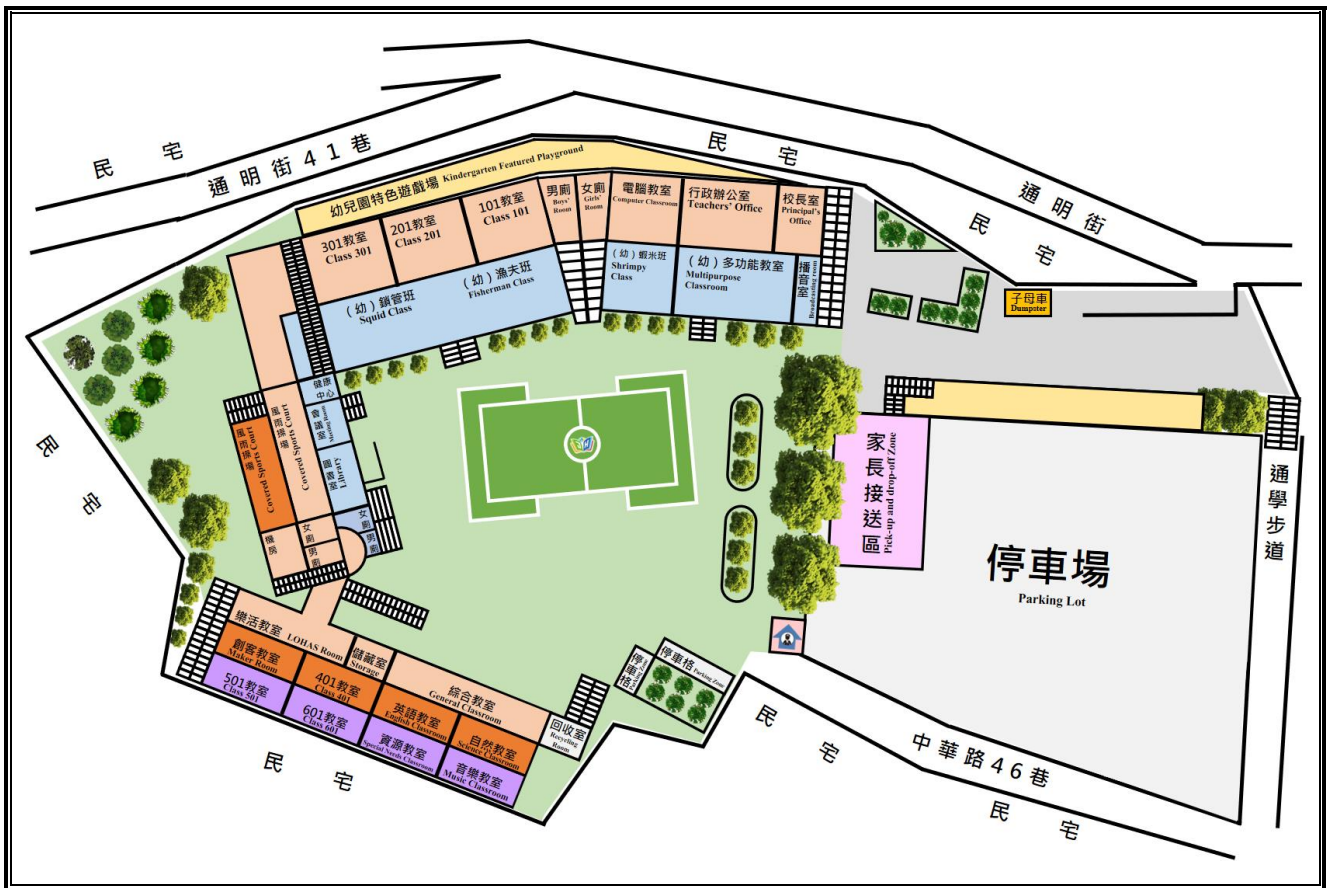 民宅
通明街41巷
民宅
通明街
民宅
民宅
幼兒園特色遊戲場 Kindergarten Featured Playground
301教室
Class 301
201教室
Class 201
101教室
Class 101
男廁
Boys'
Room
女廁
Girls'
Room
電腦教室
Computer Classroom
行政辦公室
Teachers' Office
校長室
Principal's
Office
(幼)鎖管班
Squid Class
(幼)漁夫班
Fisherman Class
(幼)蝦米班
Shrimpy
Class
(幼)多功能教室
Multipurpose
Classroom
播音室
Broadcasting room
子母車
Dumpster
健康
中心
會議室
Meeting Room
圖書室
Library
風雨操場
Covered Sports Court
風雨操場
Covered Sports Court
機房
女廁
男廁
女廁
男廁
家長接送區
Pick-up and drop-off Zone
停車場
Parking Lot
通學步道
樂活教室 LOHAS Room
儲藏室
Storage
綜合教室
General Classroom
創客教室
Maker Room
401教室
Class 401
英語教室
English Classroom
自然教室
Science Classroom
501教室
Class 501
601教室
Class 601
資源教室
Special Needs Classroom
音樂教室
Music Classroom
回收室
Recycling
Room
停車格
Parking Zone
停車格 Parking Zone
民宅
民宅
中華路46巷
民宅